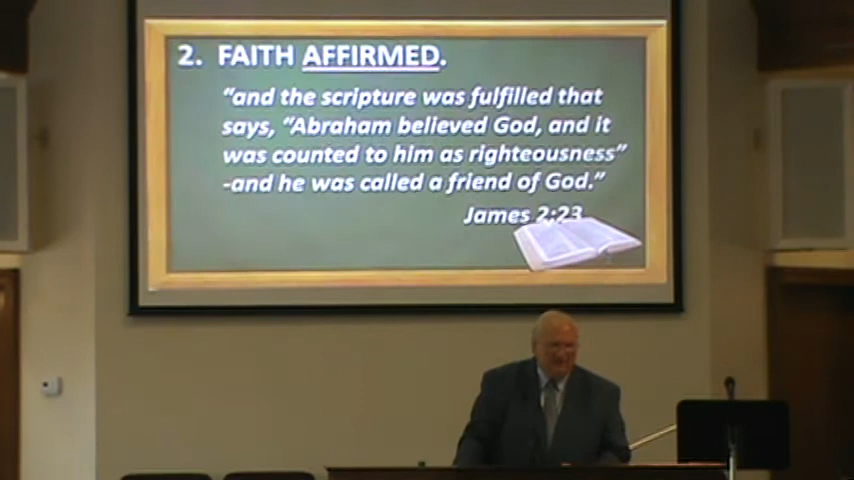 2. FAITH AFFIRMED.
“and the scripture was fulfilled that
says, “Abraham believed God, and it
was counted to him as righteousness”
-and he was called a friend of God.”
James 2:23